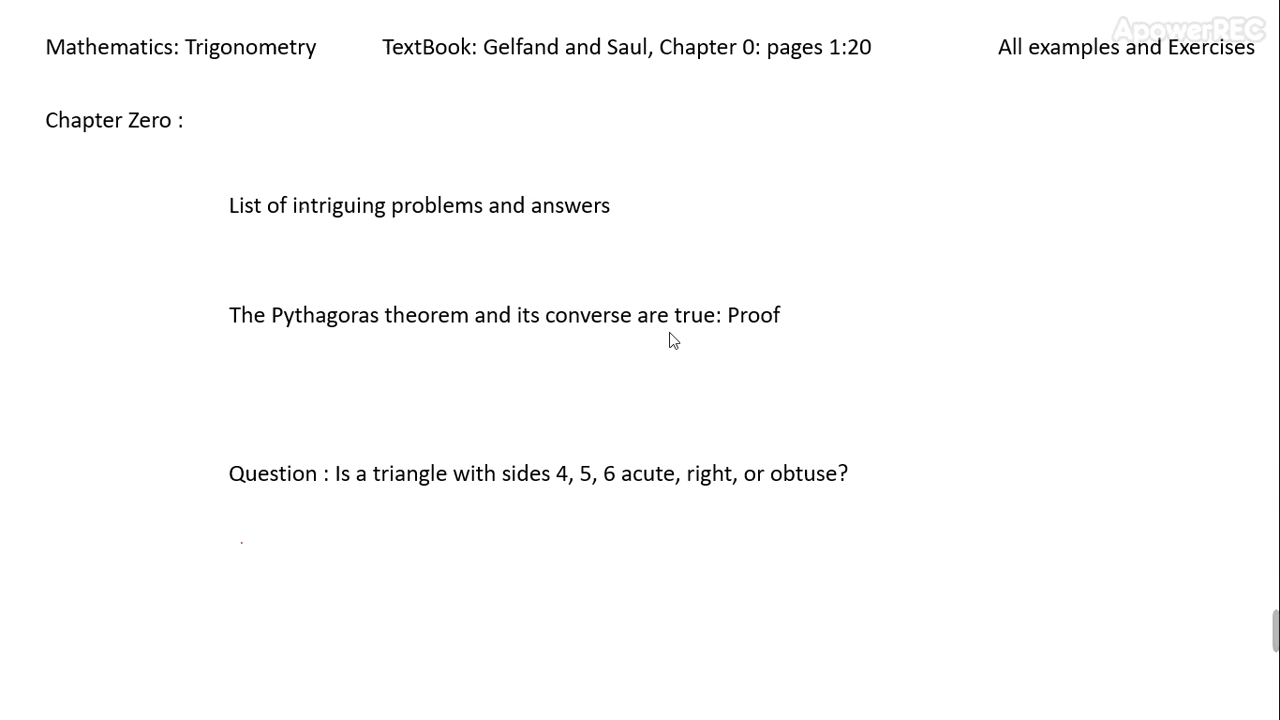 ApowerREC
Mathematics: Trigonometry TextBook: Gelfand and Saul, Chapter 0: pages 1:20 All examples and Exercises
Chapter Zero :
List of intriguing problems and answers
The Pythagoras theorem and its converse are true: Proof
Question : Is a triangle with sides 4, 5, 6 acute, right, or obtuse?